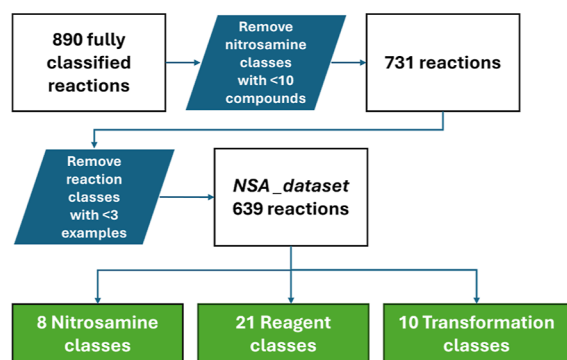 890 fully
classified
reactions
Remove
nitrosamine
classes
with <10
compounds
731 reactions
Remove
reaction
classes
with <3
examples
NSA_dataset
639 reactions
8 Nitrosamine
classes
21 Reagent
classes
10 Transformation
classes